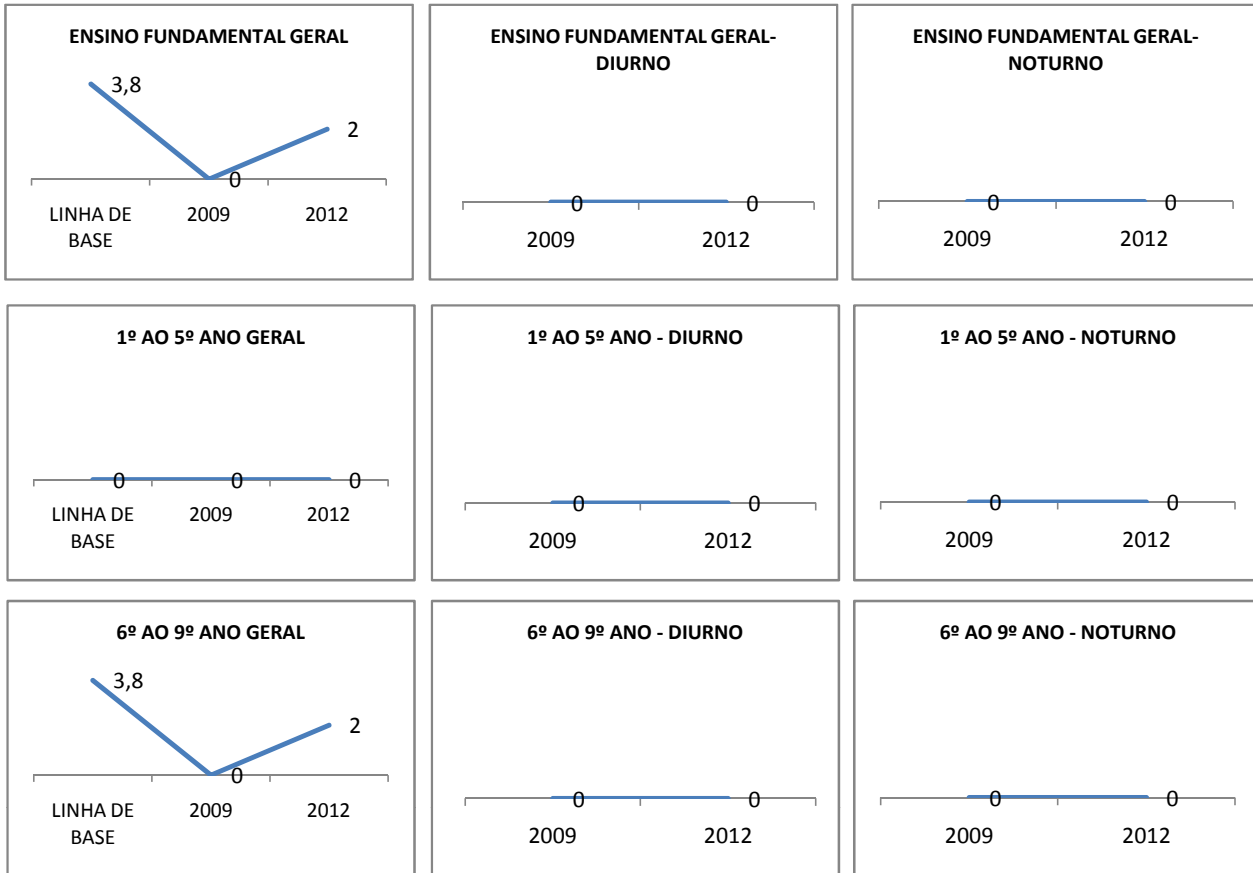 ENSINO FUNDAMENTAL GERAL
3,8
2
0
LINHA DE
BASE
2009
2012
ENSINO FUNDAMENTAL GERAL-
DIURNO
0
0
2009
2012
ENSINO FUNDAMENTAL GERAL-
NOTURNO
0
0
2009
2012
1º AO 5º ANO GERAL
0
0
0
LINHA DE
BASE
2009
2012
1º AO 5º ANO - DIURNO
0
0
2009
2012
1º AO 5º ANO - NOTURNO
0
0
2009
2012
6º AO 9º ANO GERAL
3,8
2
0
LINHA DE
BASE
2009
2012
6º AO 9º ANO - DIURNO
0
0
2009
2012
6º AO 9º ANO - NOTURNO
0
0
2009
2012